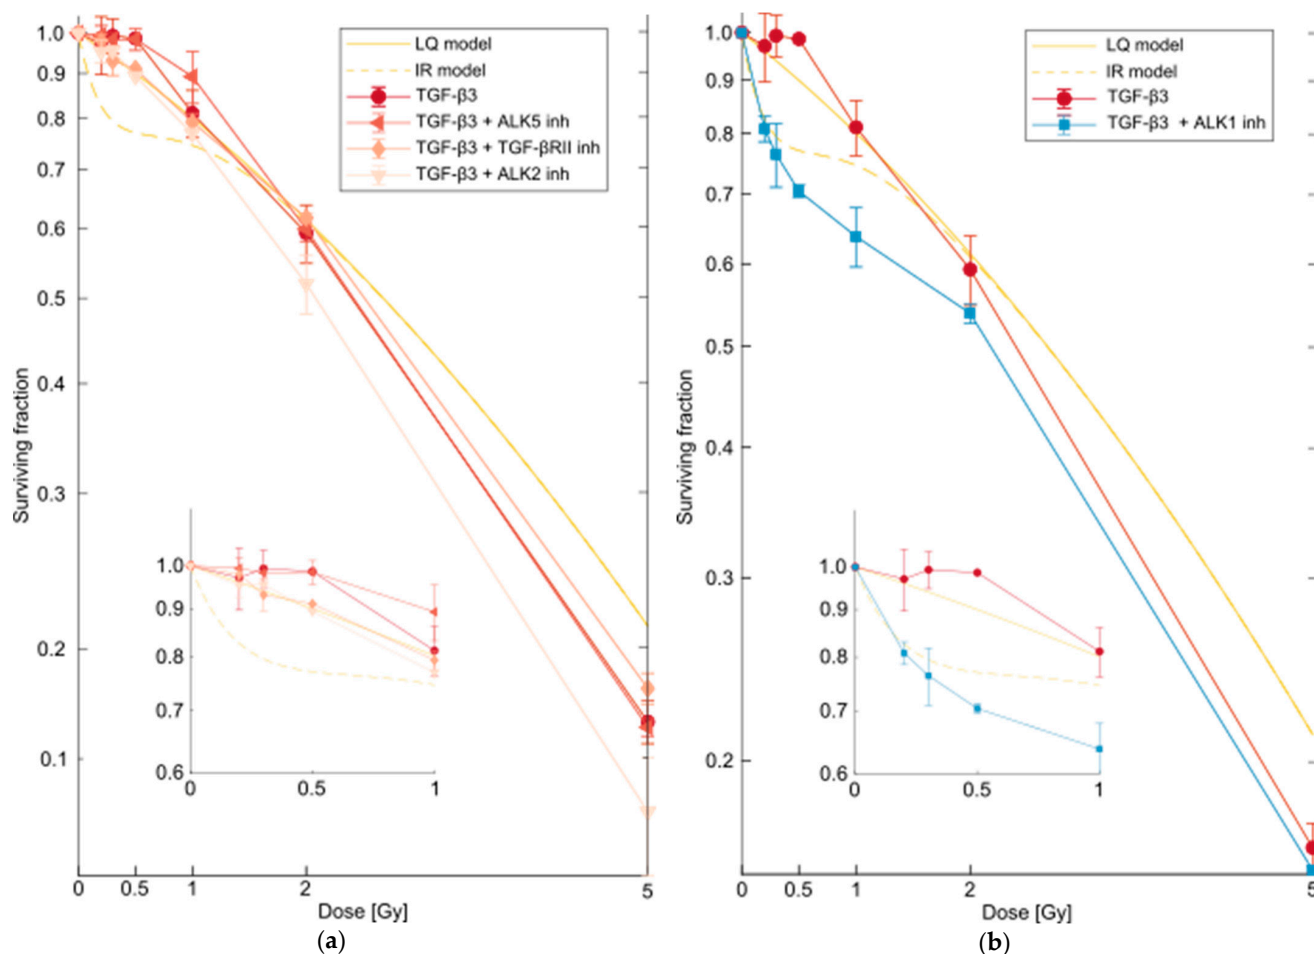 1.0
0.9
0.8
0.7
0.6
0.5
0.4
0.3
0.2
0.1
Surviving fraction
LQ model
IR model
TGF-β3
TGF-β3 + ALK5 inh
TGF-β3 + TGF-βRII inh
TGF-β3 + ALK2 inh
1.0
0.9
0.8
0.7
0.6
0 0.5 1
0 0.5 1 2 5
Dose [Gy]
(a)
1.0
0.9
0.8
0.7
0.6
0.5
0.4
0.3
0.2
Surviving fraction
LQ model
IR model
TGF-β3
TGF-β3 + ALK1 inh
1.0
0.9
0.8
0.7
0.6
0 0.5 1
0 0.5 1 2 5
Dose [Gy]
(b)